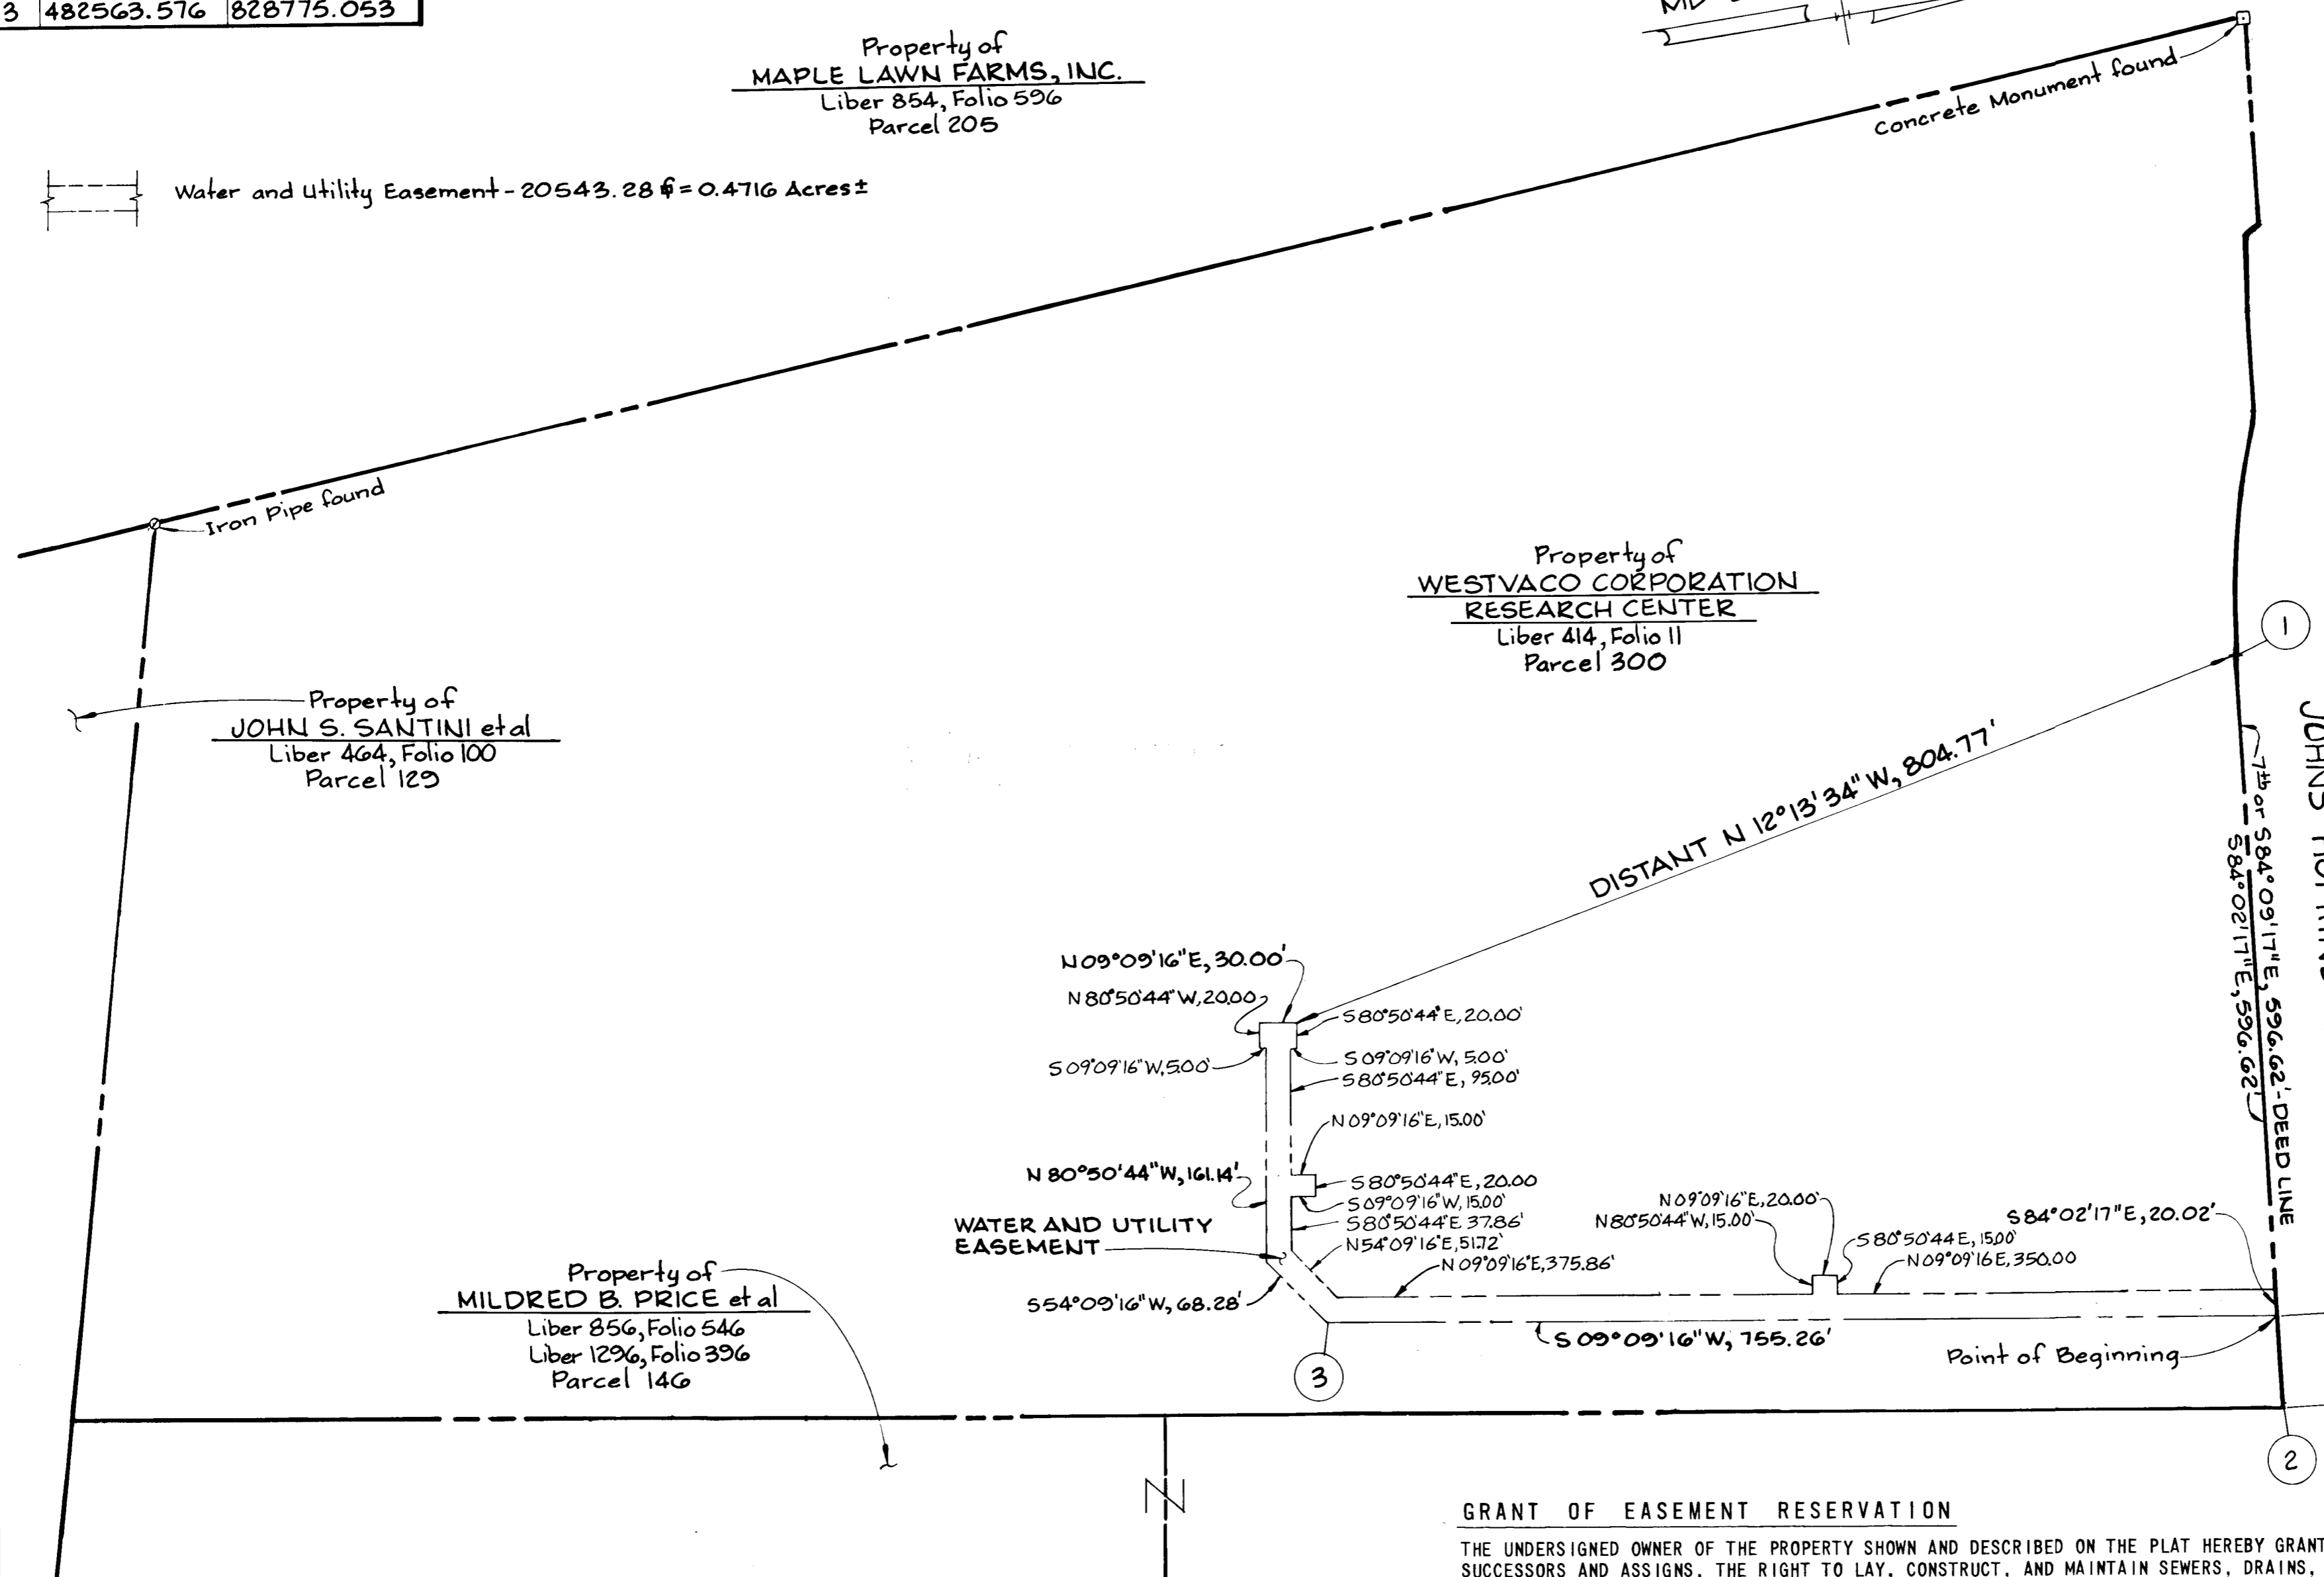 3 482563.576 828775.053
Property of
MAPLE LAWN FARMS, INC.
Liber 854, Folio 596
Parcel 205
Concrete Monument found
Water and Utility Easement - 20543.28 = 0.4716 Acres±
Iron Pipe found
Property of
WESTVACO CORPORATION
RESEARCH CENTER
Liber 414, Folio 11
Parcel 300
1
Property of
JOHN S. SANTINI et al
Liber 464, Folio 100
Parcel 129
JOHNS
7th or S84°09'17"E, 596.62'-DEED LINE
S84°02'17"E, 596.62'
DISTANT N 12°13'34" W, 804.77'
N09°09'16"E, 30.00'
N80°50'44"W, 20.00
S80°50'44"E, 20.00'
S09°09'16"W, 5.00'
S09°09'16"W, 5.00'
S80°50'44"E, 95.00'
N09°09'16"E, 15.00'
N80°50'44"W, 161.14'
S80°50'44"E, 20.00
S09°09'16"W, 15.00'
S80°50'44"E 37.86'
N54°09'16"E, 51.72'
N09°09'16"E, 375.86'
WATER AND UTILITY
EASEMENT
N09°09'16"E, 20.00'
N80°50'44"W, 15.00'
S80°50'44E, 15.00'
N09°09'16E, 350.00
S84°02'17"E, 20.02'
S54°09'16"W, 68.28'
S09°09'16"W, 755.26'
Point of Beginning
3
Property of
MILDRED B. PRICE et al
Liber 856, Folio 546
Liber 1296, Folio 396
Parcel 146
2
N
GRANT OF EASEMENT RESERVATION
THE UNDERSIGNED OWNER OF THE PROPERTY SHOWN AND DESCRIBED ON THE PLAT HEREBY GRANT
SUCCESSORS AND ASSIGNS, THE RIGHT TO LAY, CONSTRUCT, AND MAINTAIN SEWERS, DRAINS,